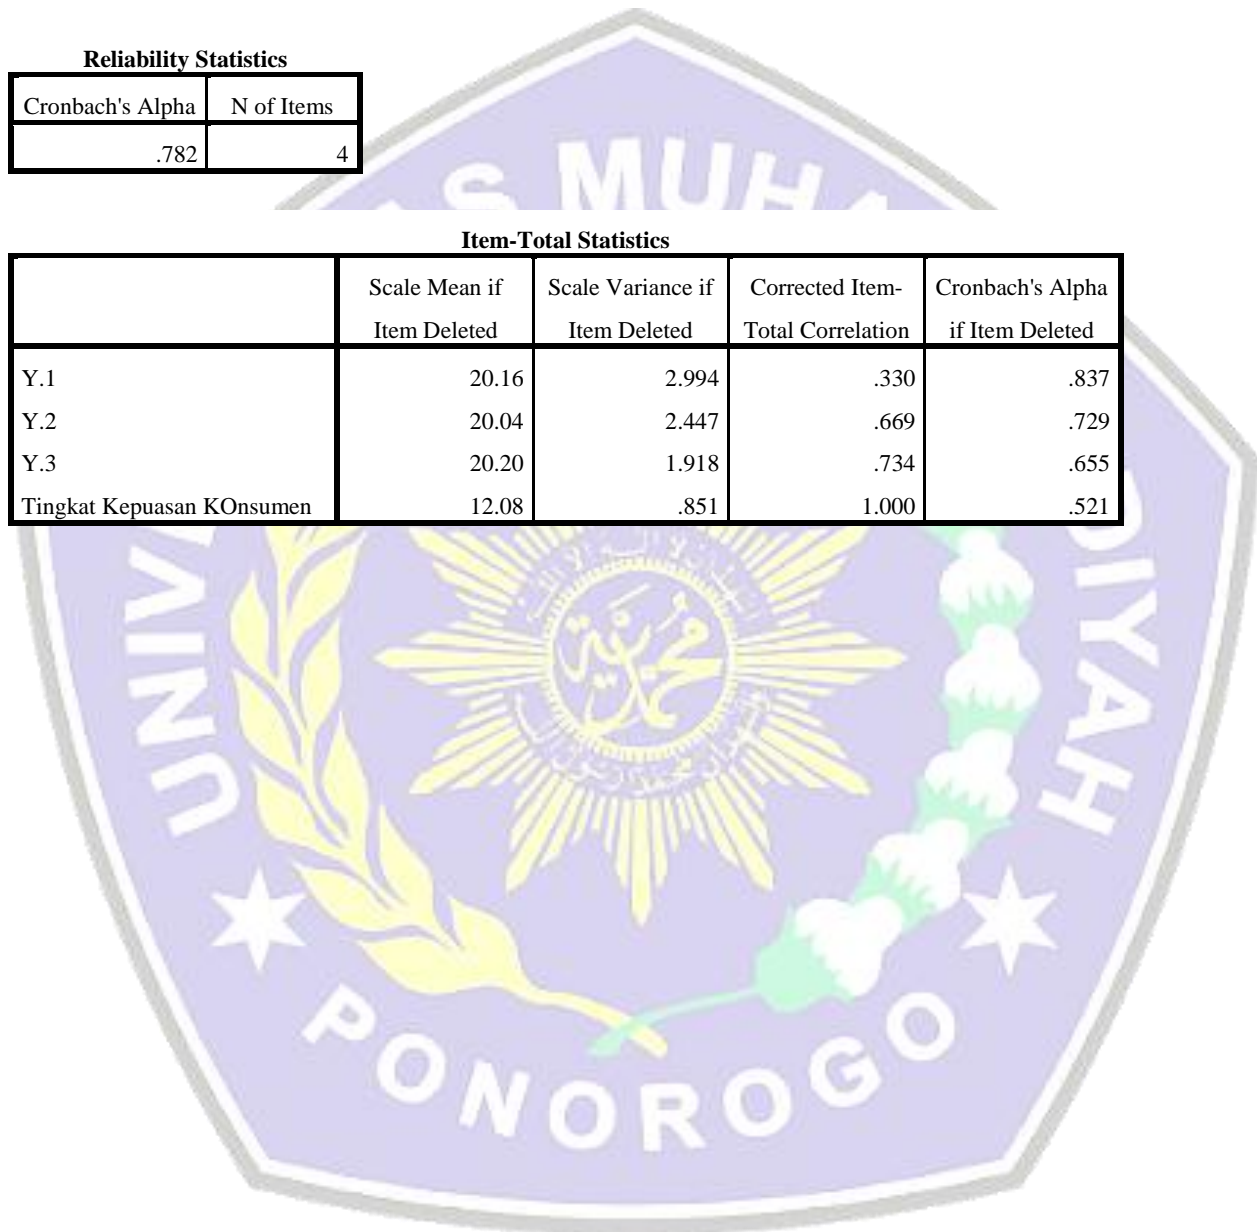 Reliability Statistics
Cronbach's Alpha N of Items
.782 4
Item-Total Statistics
Scale Mean if Item Deleted Scale Variance if Item Deleted Corrected Item-Total Correlation Cronbach's Alpha if Item Deleted
Y.1 20.16 2.994 .330 .837
Y.2 20.04 2.447 .669 .729
Y.3 20.20 1.918 .734 .655
Tingkat Kepuasan KOnsumen 12.08 .851 1.000 .521
PONOROGO